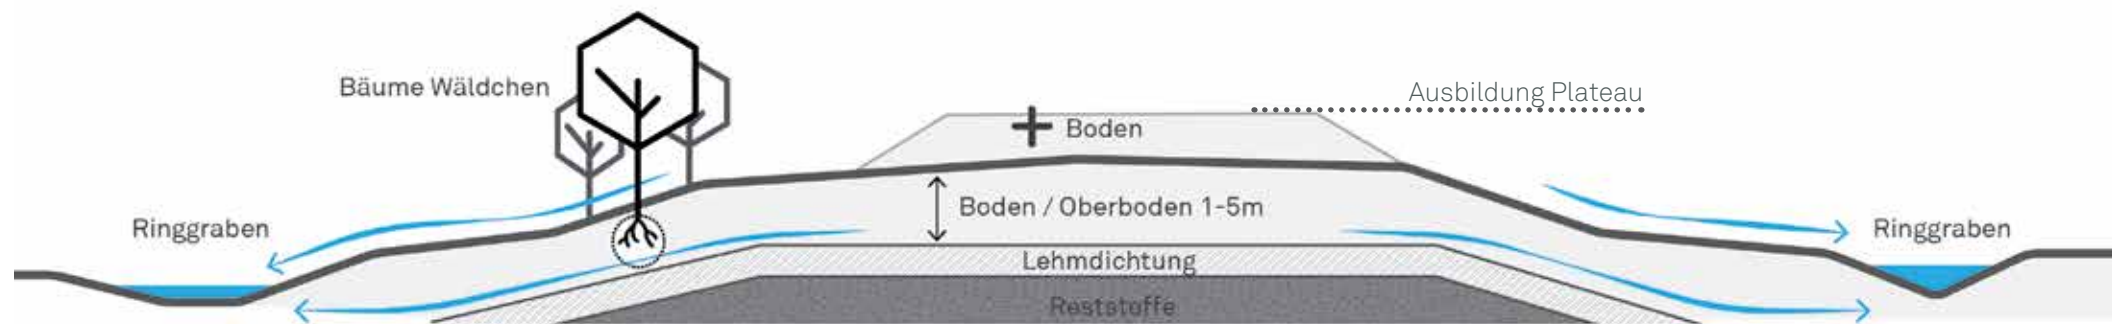 Bäume Wäldchen
Ausbildung Plateau
Boden
Boden / Oberboden 1-5m
Ringgraben
Ringgraben
Lehmdichtung
Reststoffe